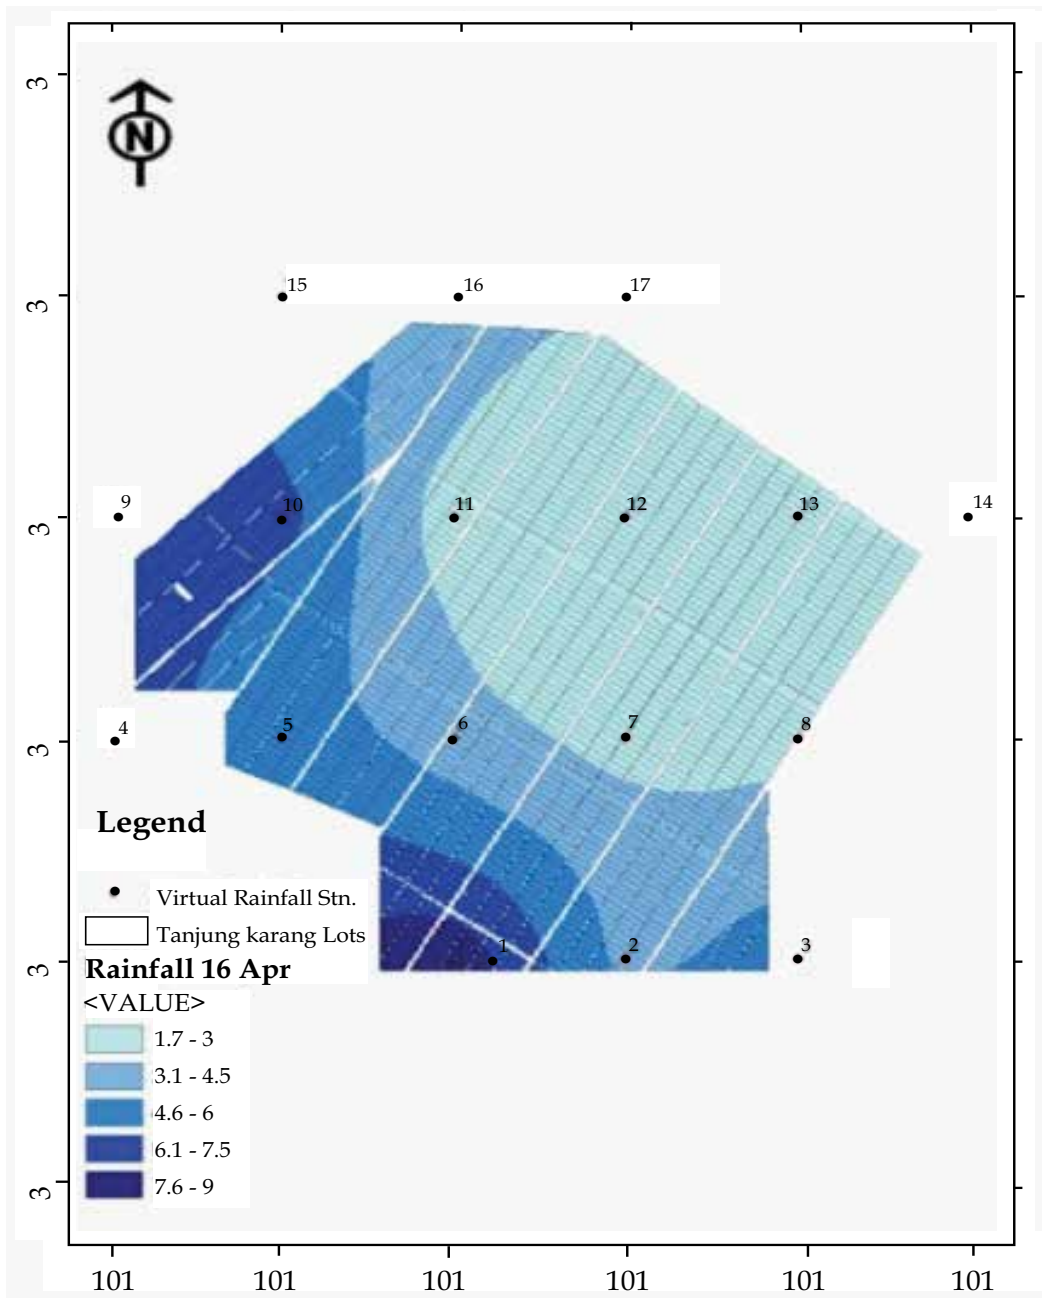 3
N
15 16 17
3
9 10 11 12 13 14
3
4 5 6 7 8
3
Legend
Virtual Rainfall Stn.
Tanjung karang Lots
1 2 3
3
Rainfall 16 Apr
<VALUE>
1.7 - 3
3.1 - 4.5
4.6 - 6
6.1 - 7.5
7.6 - 9
3
101 101 101 101 101 101